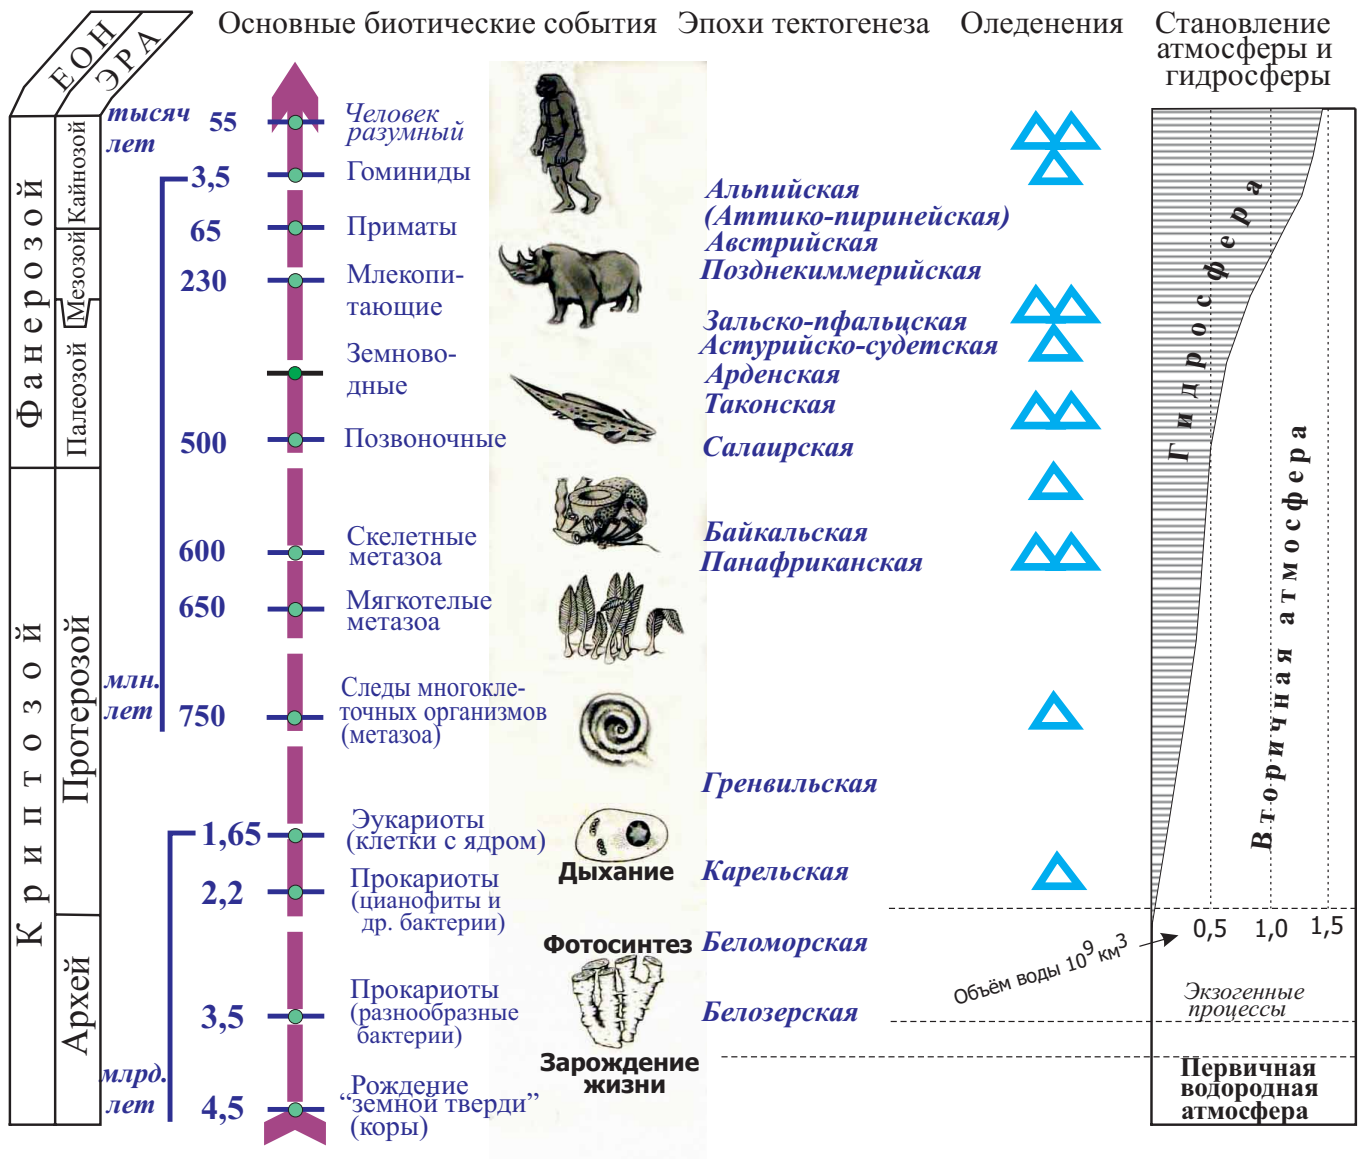 ЕОН
ЭРА
Основные биотические события
Эпохи тектогенеза
Оледенения
Становление
атмосферы и
гидросферы
Фанерозой
Криптозой
Кайнозой
Мезозой
Палеозой
Протерозой
Архей
тысяч
лет
55
Человек
разумный
3,5
Гоминиды
65
Приматы
230
Млекопи-
тающие
Земново-
дные
500
Позвоночные
600
Скелетные
метазоа
650
Мягкотелые
метазоа
млн.
лет
750
Следы многокле-
точных организмов
(метазоа)
1,65
Эукариоты
(клетки с ядром)
2,2
Прокариоты
(цианофиты и
др. бактерии)
3,5
Прокариоты
(разнообразные
бактерии)
млрд.
лет
4,5
Рождение
“земной тверди”
(коры)
Дыхание
Фотосинтез
Зарождение
жизни
Альпийская
(Аттико-пиринейская)
Австрийская
Позднекиммерийская
Зальско-пфальцская
Астурийско-судетская
Арденская
Таконская
Салаирская
Байкальская
Панафриканская
Гренвильская
Карельская
Беломорская
Белозерская
Гидросфера
Вторичная атмосфера
0,5
1,0
1,5
Объём воды 10⁹ км³
Экзогенные
процессы
Первичная
водородная
атмосфера